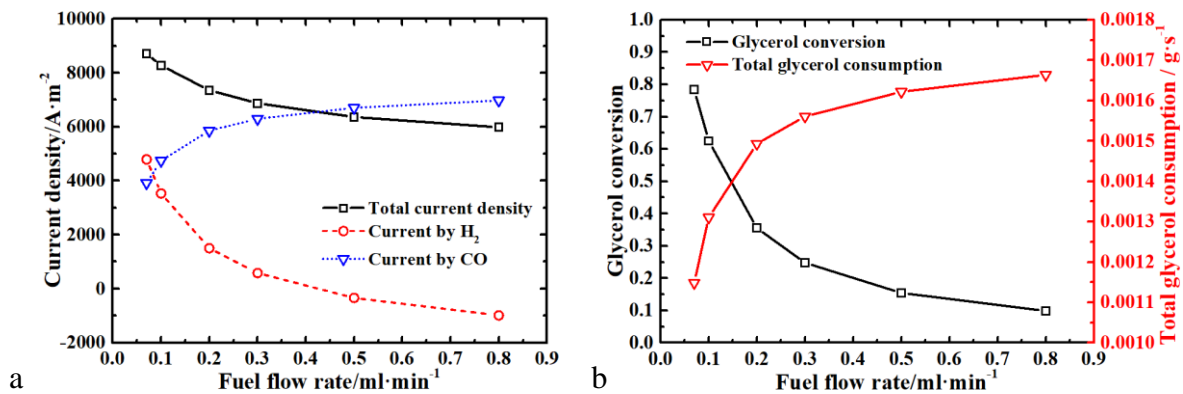 10000
8000
6000
4000
2000
0
-2000
Current density/A·m⁻²
Total current density
Current by H₂
Current by CO
0.0 0.1 0.2 0.3 0.4 0.5 0.6 0.7 0.8 0.9
Fuel flow rate/ml·min⁻¹
a
1.0
0.9
0.8
0.7
0.6
0.5
0.4
0.3
0.2
0.1
0.0
Glycerol conversion
Glycerol conversion
Total glycerol consumption
0.0 0.1 0.2 0.3 0.4 0.5 0.6 0.7 0.8 0.9
Fuel flow rate/ml·min⁻¹
0.0018
0.0017
0.0016
0.0015
0.0014
0.0013
0.0012
0.0011
0.0010
Total glycerol consumption / g·s⁻¹
b